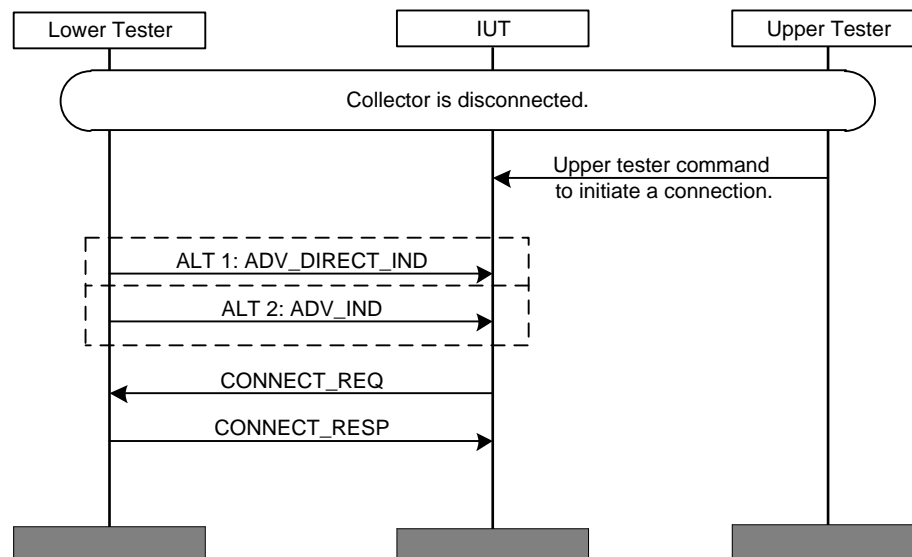 Lower Tester
IUT
Upper Tester
Collector is disconnected.
Upper tester command
to initiate a connection.
ALT 1: ADV_DIRECT_IND
ALT 2: ADV_IND
CONNECT_REQ
CONNECT_RESP